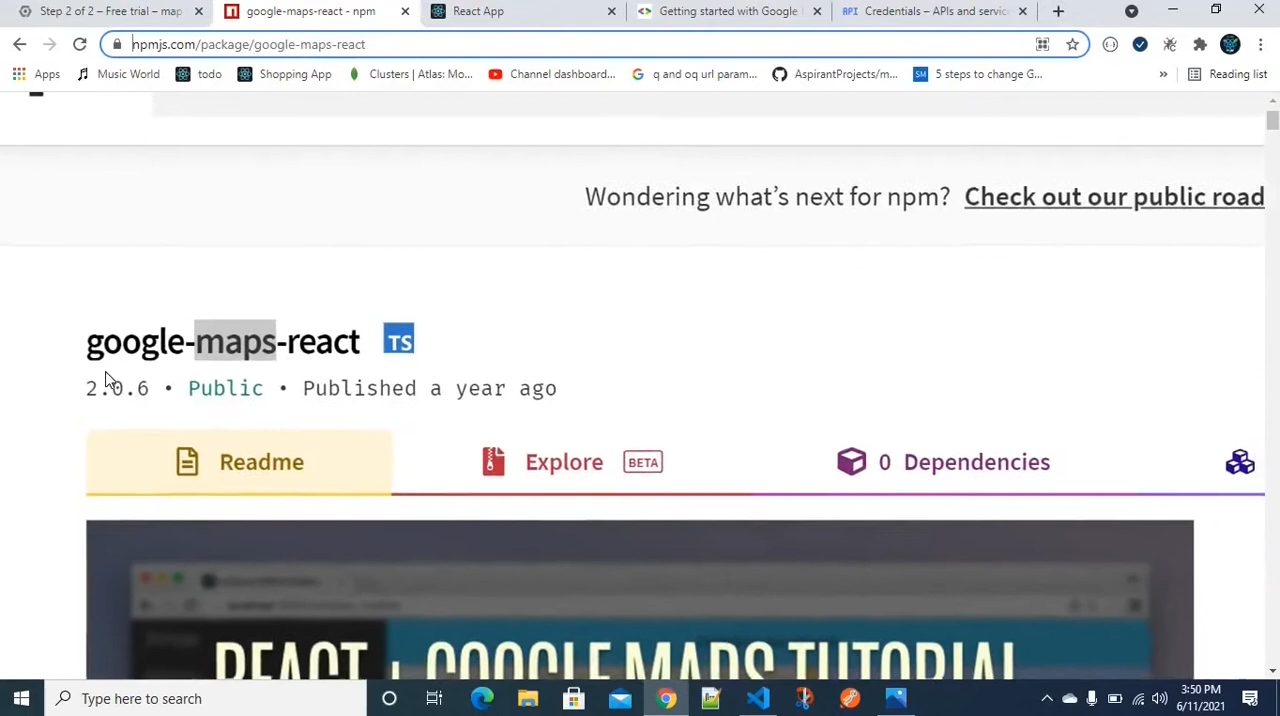 Step 2 of 2 – Free trial – map
google-maps-react - npm
React App
Getting started with Google
API
Credentials – APIs and servic
npmjs.com/package/google-maps-react
Apps
Music World
todo
Shopping App
Clusters | Atlas: Mo...
Channel dashboard...
q and oq url param...
AspirantProjects/m...
SM
5 steps to change G...
»
Reading list
Wondering what's next for npm? Check out our public road
google-maps-react TS
2.0.6 • Public • Published a year ago
Readme
Explore BETA
0 Dependencies
REACT + GOOGLE MAPS TUTORIAL
Type here to search
3:50 PM
6/11/2021